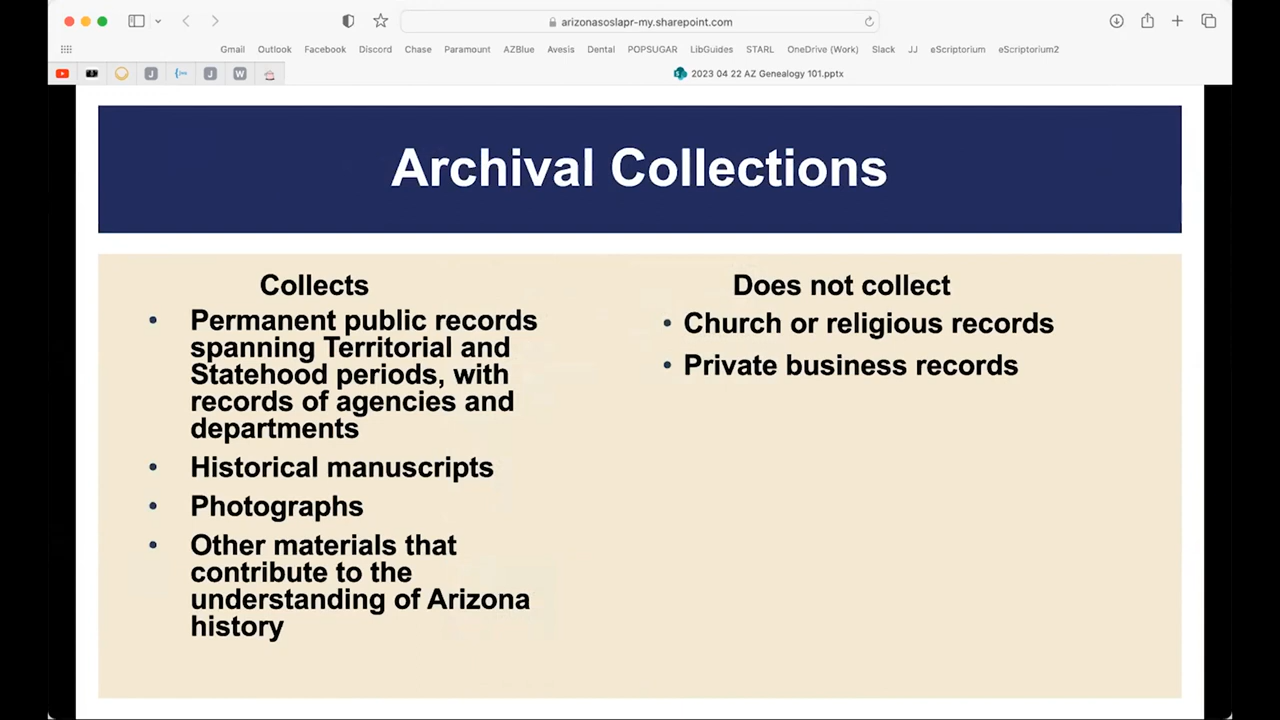 arizonasoslapr-my.sharepoint.com
Gmail Outlook Facebook Discord Chase Paramount AZBlue Avesis Dental POPSUGAR LibGuides STARL OneDrive (Work) Slack JJ eScriptorium eScriptorium2
J J W 2023 04 22 AZ Genealogy 101.pptx
Archival Collections
Collects
• Permanent public records
spanning Territorial and
Statehood periods, with
records of agencies and
departments
• Historical manuscripts
• Photographs
• Other materials that
contribute to the
understanding of Arizona
history
Does not collect
• Church or religious records
• Private business records